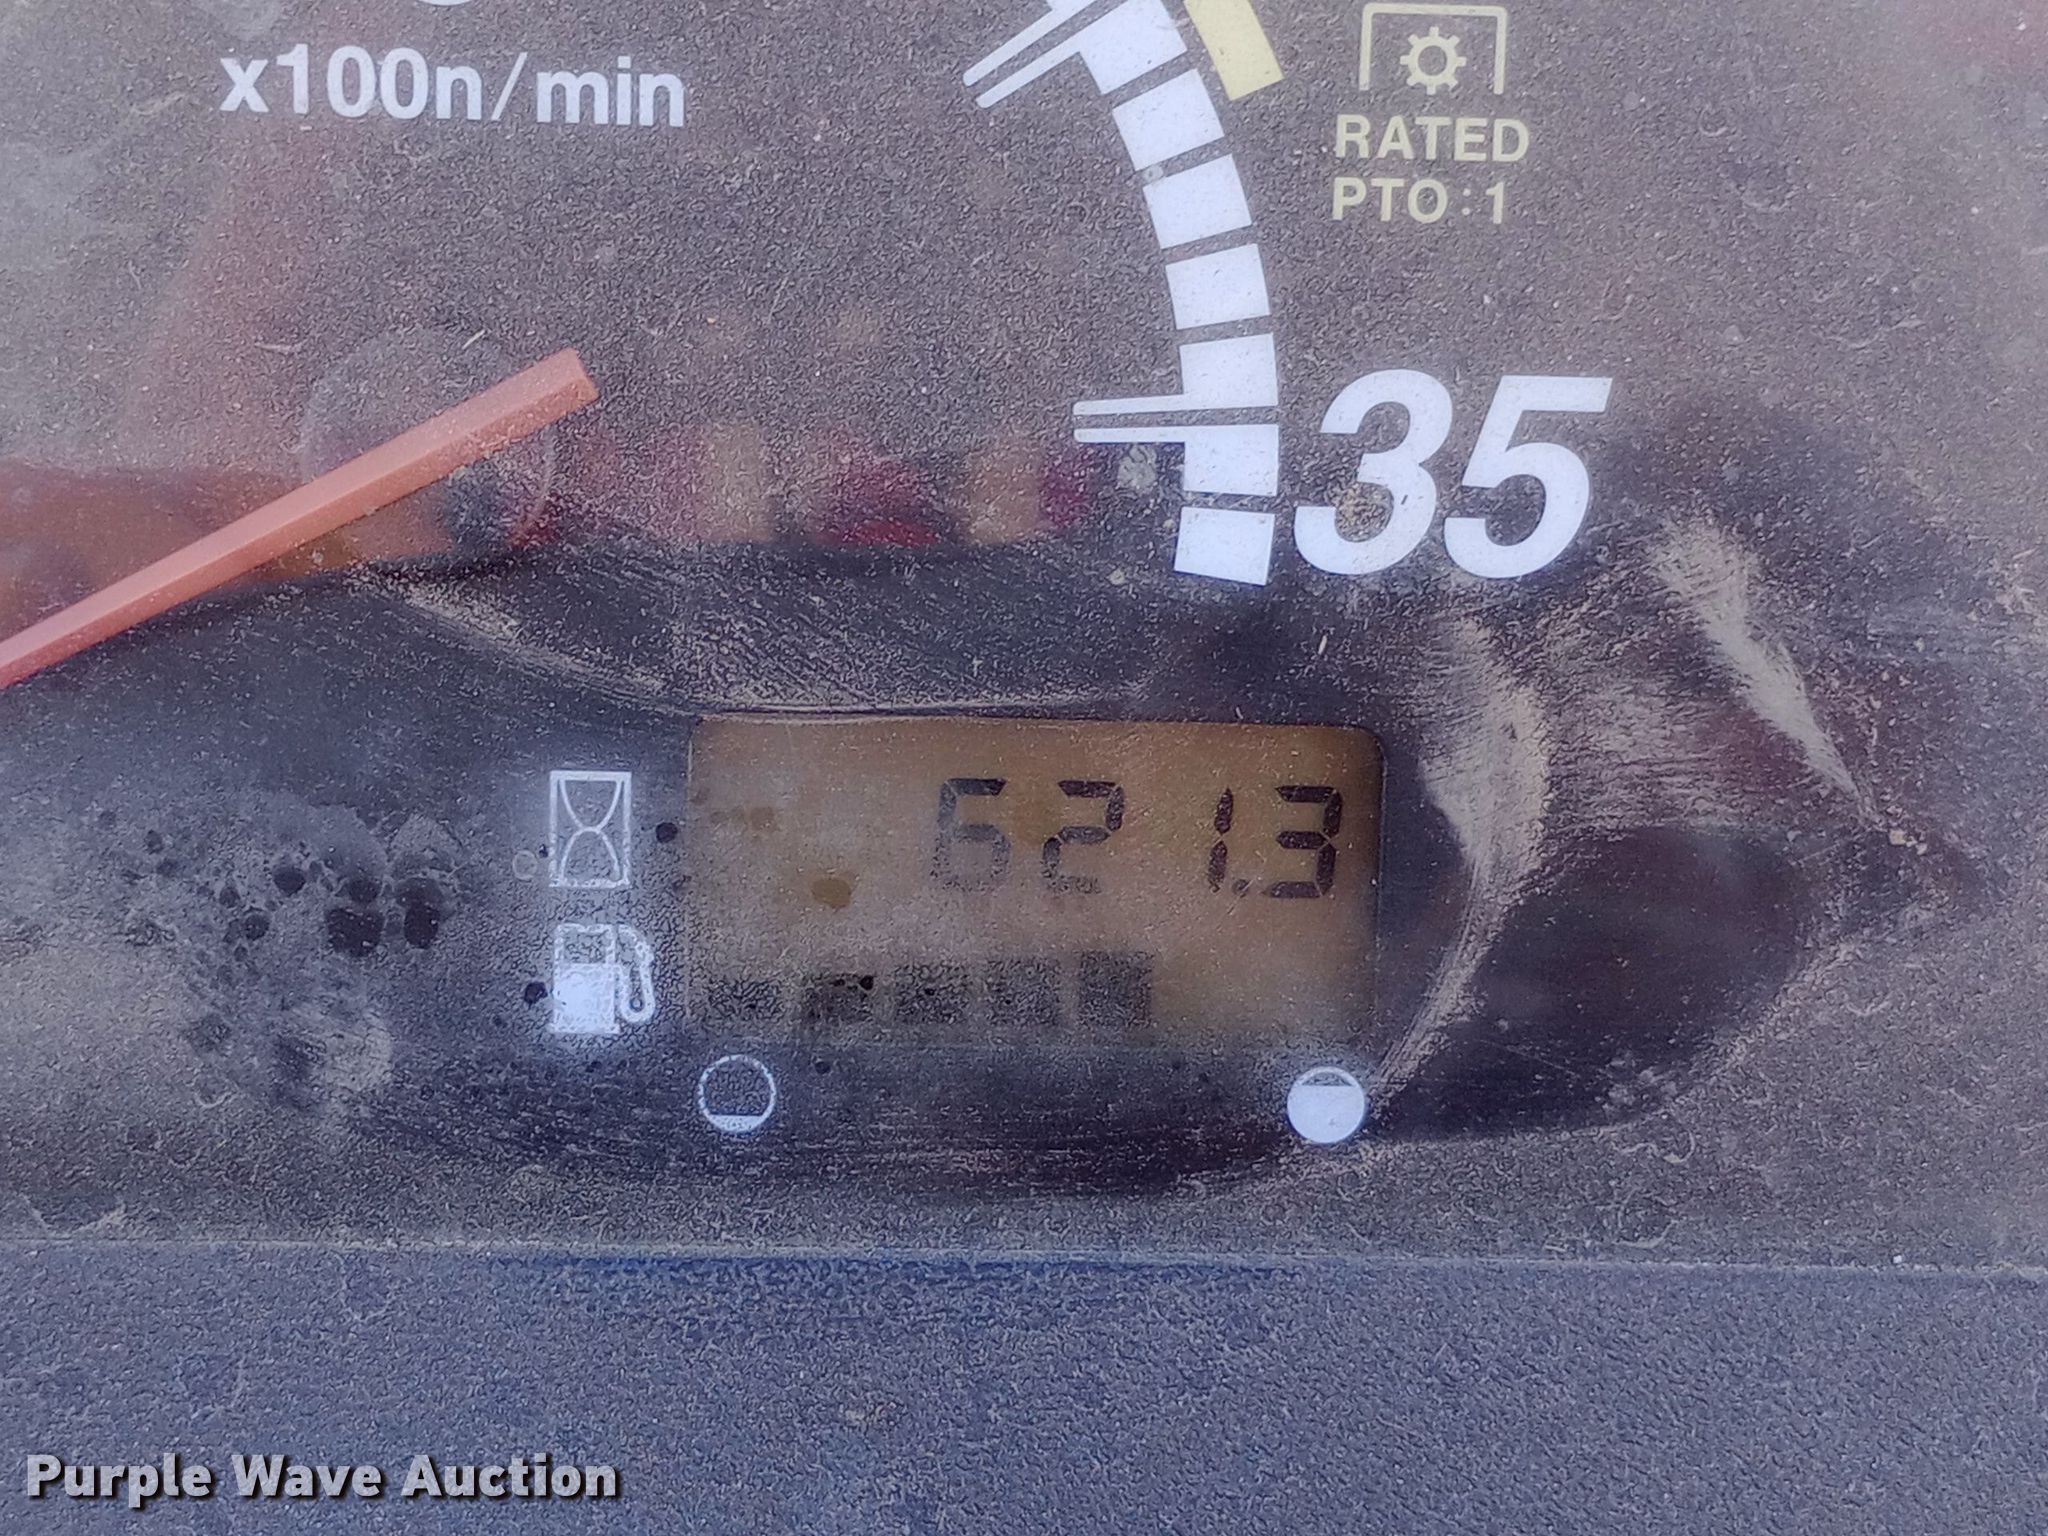 x100n/min
RATED
PTO:1
35
621.3
Purple Wave Auction